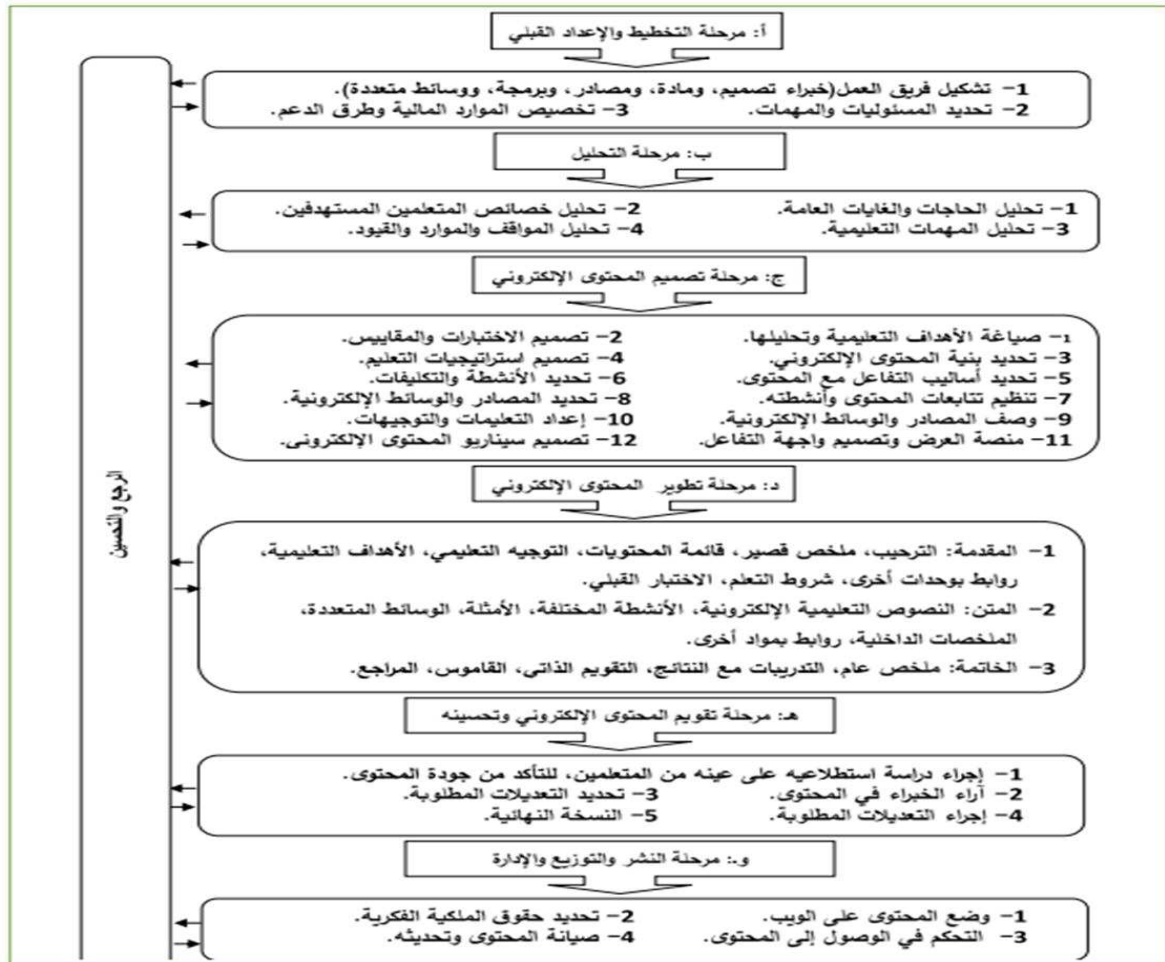 أ: مرحلة التخطيط والإعداد القبلي
1- تشكيل فريق العمل(خبراء تصميم، ومادة، ومصادر، وبرمجة، ووسائط متعددة).
2- تحديد المسئوليات والمهمات. 3- تخصيص الموارد المالية وطرق الدعم.
ب: مرحلة التحليل
1- تحليل الحاجات والغايات العامة. 2- تحليل خصائص المتعلمين المستهدفين.
3- تحليل المهمات التعليمية. 4- تحليل المواقف والموارد والقيود.
ج: مرحلة تصميم المحتوى الإلكتروني
1- صياغة الأهداف التعليمية وتحليلها. 2- تصميم الاختبارات والمقاييس.
3- تحديد بنية المحتوى الإلكتروني. 4- تصميم استراتيجيات التعليم.
5- تحديد أساليب التفاعل مع المحتوى. 6- تحديد الأنشطة والتكليفات.
7- تنظيم تتابعات المحتوى وأنشطته. 8- تحديد المصادر والوسائط الإلكترونية.
9- وصف المصادر والوسائط الإلكترونية. 10- إعداد التعليمات والتوجيهات.
11- منصة العرض وتصميم واجهة التفاعل. 12- تصميم سيناريو المحتوى الإلكترونى.
د: مرحلة تطوير المحتوى الإلكتروني
1- المقدمة: الترحيب، ملخص قصير، قائمة المحتويات، التوجيه التعليمي، الأهداف التعليمية،
روابط بوحدات أخرى، شروط التعلم، الاختبار القبلي.
2- المتن: النصوص التعليمية الإلكترونية، الأنشطة المختلفة، الأمثلة، الوسائط المتعددة،
الملخصات الداخلية، روابط بمواد أخرى.
3- الخاتمة: ملخص عام، التدريبات مع النتائج، التقويم الذاتي، القاموس، المراجع.
هـ: مرحلة تقويم المحتوى الإلكتروني وتحسينه
1- إجراء دراسة استطلاعيه على عينه من المتعلمين، للتأكد من جودة المحتوى.
2- آراء الخبراء في المحتوى. 3- تحديد التعديلات المطلوبة.
4- إجراء التعديلات المطلوبة. 5- النسخة النهائية.
و.: مرحلة النشر والتوزيع والإدارة
1- وضع المحتوى على الويب. 2- تحديد حقوق الملكية الفكرية.
3- التحكم في الوصول إلى المحتوى. 4- صيانة المحتوى وتحديثه.
الرجع والتحسين